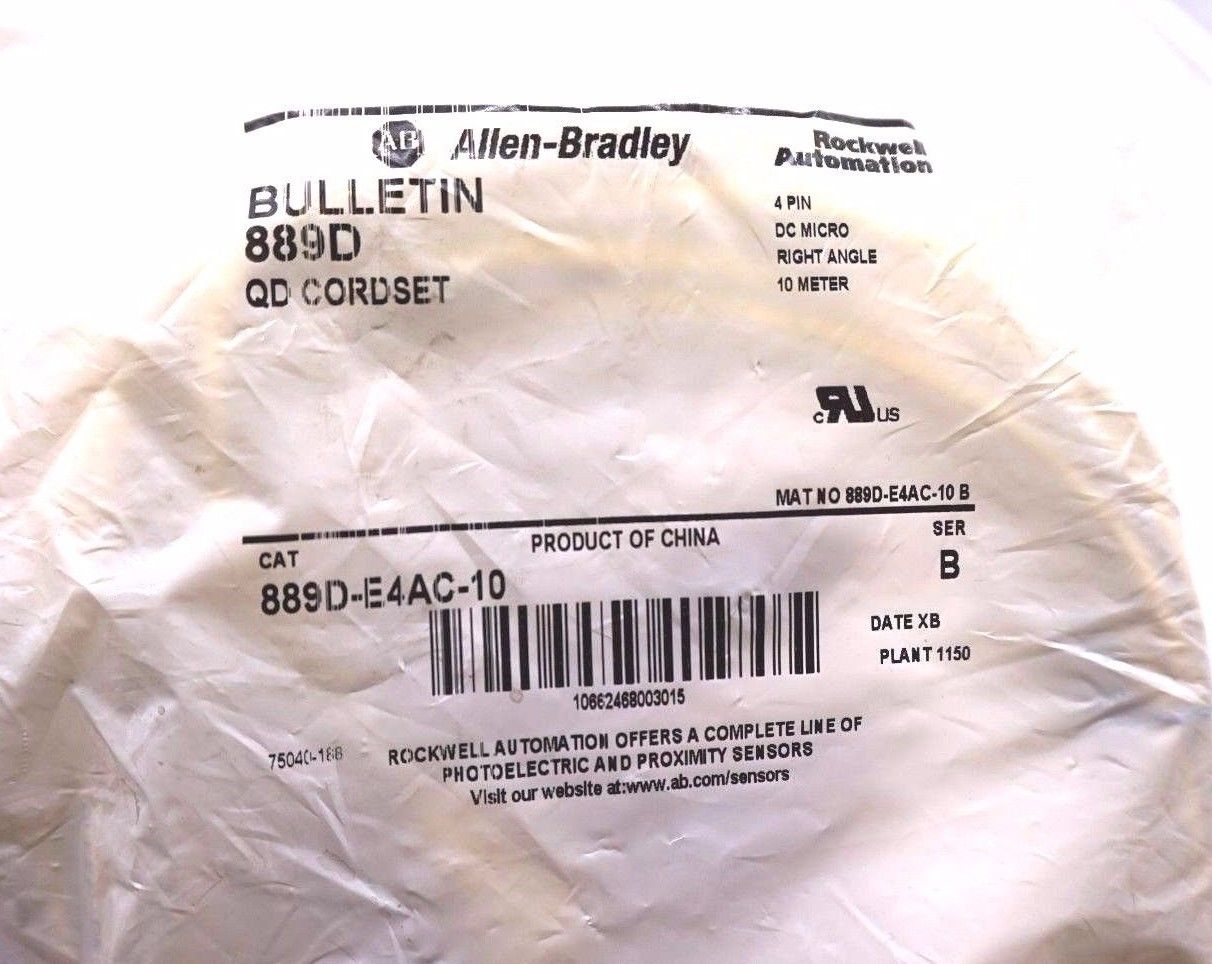 AB Allen-Bradley
Rockwell
Automation
BULLETIN
889D
QD CORDSET
4 PIN
DC MICRO
RIGHT ANGLE
10 METER
c RU US
MAT NO 889D-E4AC-10 B
CAT
PRODUCT OF CHINA
SER
889D-E4AC-10
B
DATE XB
PLANT 1150
10662468003015
ROCKWELL AUTOMATION OFFERS A COMPLETE LINE OF
PHOTOELECTRIC AND PROXIMITY SENSORS
Visit our website at:www.ab.com/sensors